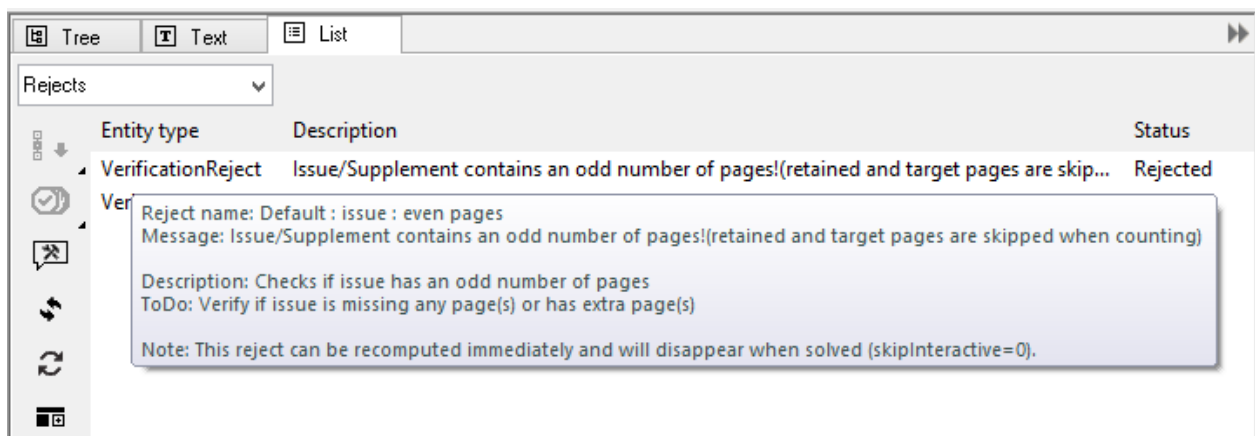 Tree
Text
List
Rejects
Entity type Description Status
VerificationReject Issue/Supplement contains an odd number of pages!(retained and target pages are skip... Rejected
Ver
Reject name: Default : issue : even pages
Message: Issue/Supplement contains an odd number of pages!(retained and target pages are skipped when counting)
Description: Checks if issue has an odd number of pages
ToDo: Verify if issue is missing any page(s) or has extra page(s)
Note: This reject can be recomputed immediately and will disappear when solved (skipInteractive=0).